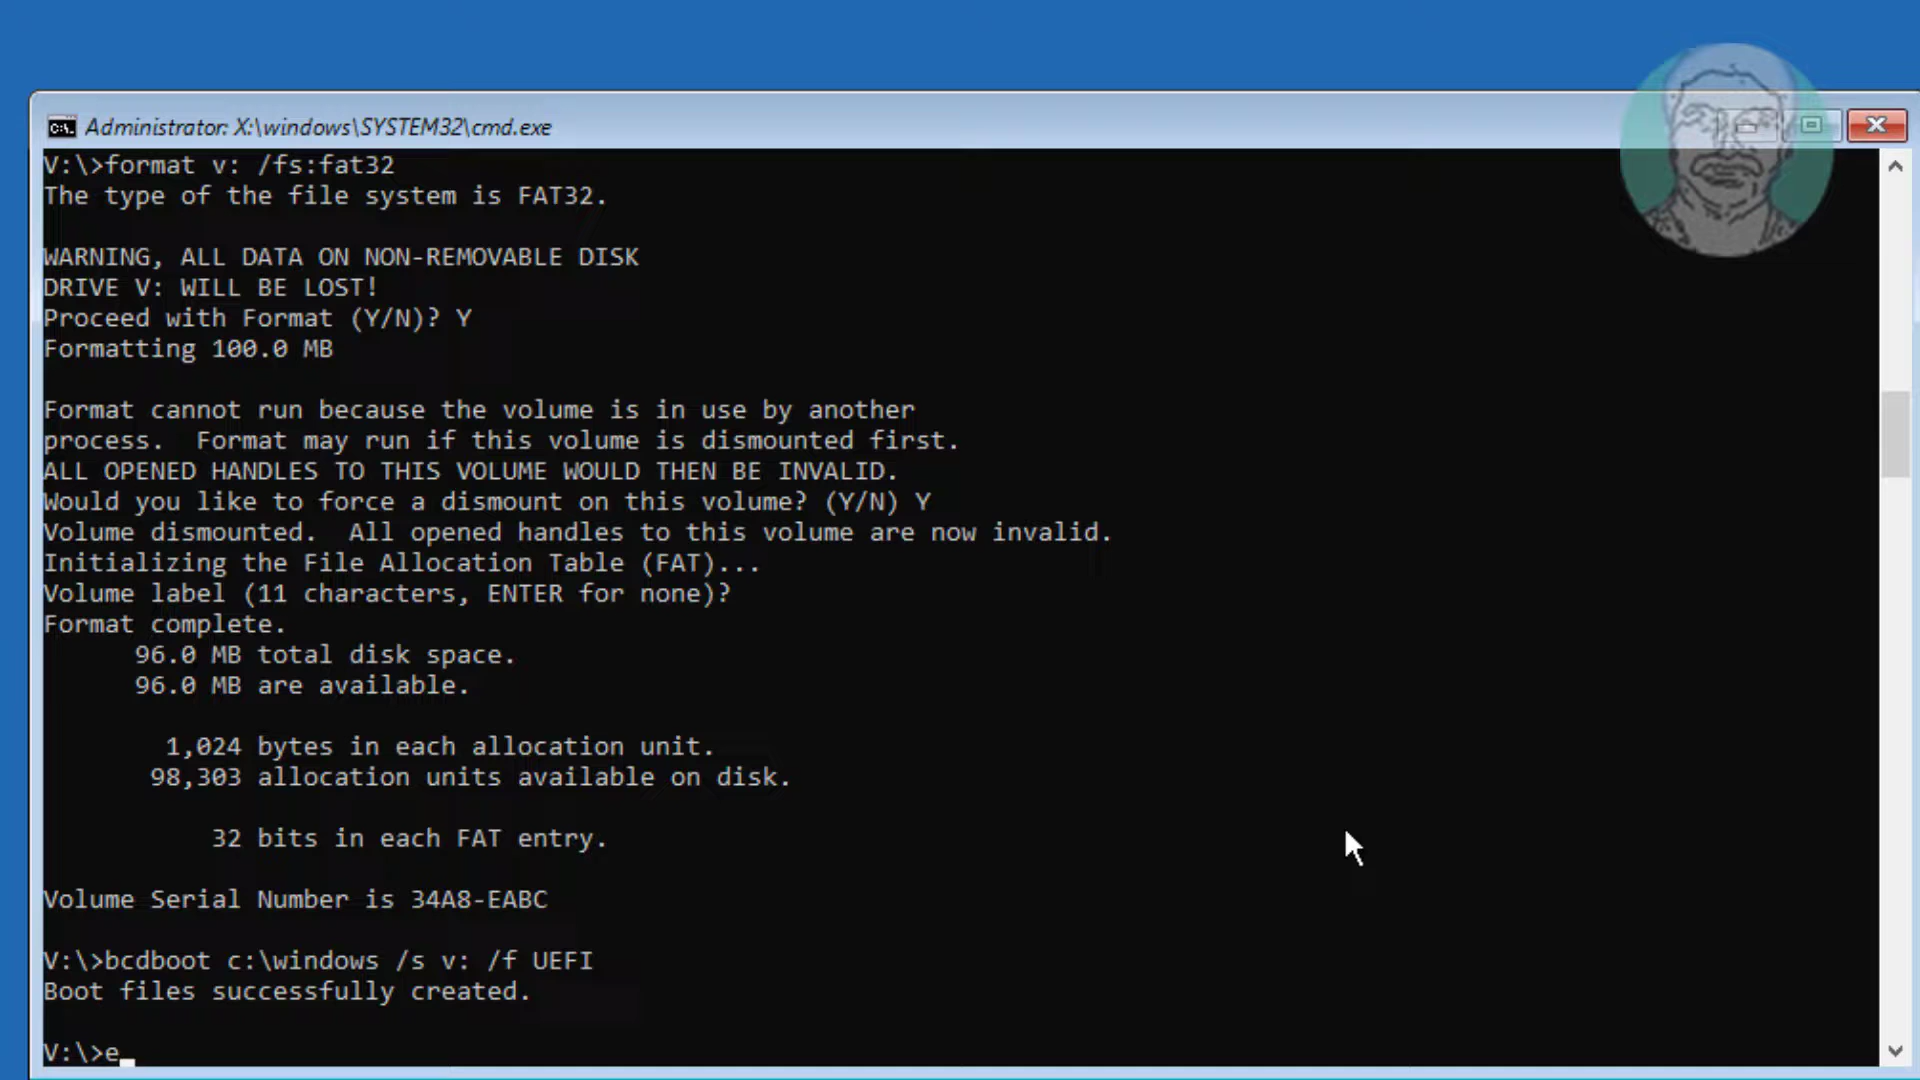 Administrator: X:\windows\SYSTEM32\cmd.exe
V:\>format v: /fs:fat32
The type of the file system is FAT32.
WARNING, ALL DATA ON NON-REMOVABLE DISK
DRIVE V: WILL BE LOST!
Proceed with Format (Y/N)? Y
Formatting 100.0 MB
Format cannot run because the volume is in use by another
process.  Format may run if this volume is dismounted first.
ALL OPENED HANDLES TO THIS VOLUME WOULD THEN BE INVALID.
Would you like to force a dismount on this volume? (Y/N) Y
Volume dismounted.  All opened handles to this volume are now invalid.
Initializing the File Allocation Table (FAT)...
Volume label (11 characters, ENTER for none)?
Format complete.
96.0 MB total disk space.
96.0 MB are available.
1,024 bytes in each allocation unit.
98,303 allocation units available on disk.
32 bits in each FAT entry.
Volume Serial Number is 34A8-EABC
V:\>bcdboot c:\windows /s v: /f UEFI
Boot files successfully created.
V:\>e